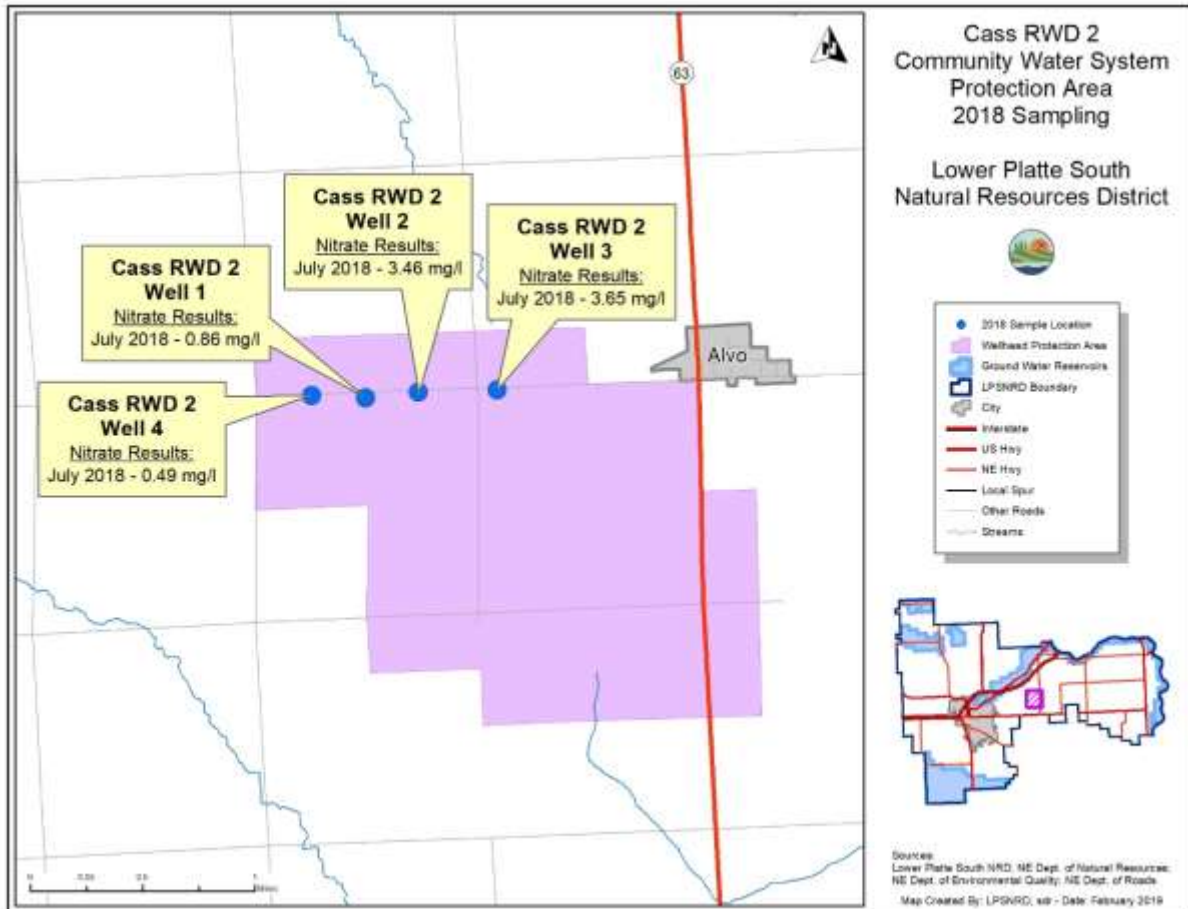 Cass RWD 2
Community Water System
Protection Area
2018 Sampling
Lower Platte South
Natural Resources District
63
Cass RWD 2
Well 2
Nitrate Results:
July 2018 - 3.46 mg/l
Cass RWD 2
Well 3
Nitrate Results:
July 2018 - 3.65 mg/l
Cass RWD 2
Well 1
Nitrate Results:
July 2018 - 0.86 mg/l
Cass RWD 2
Well 4
Nitrate Results:
July 2018 - 0.49 mg/l
Alvo
2018 Sample Location
Wellhead Protection Area
Ground Water Reservoirs
LPSNRD Boundary
City
Interstate
US Hwy
NE Hwy
Local Spur
Other Roads
Streams
0
0.5
1
Miles
Sources:
Lower Platte South NRD; NE Dept. of Natural Resources;
NE Dept. of Environmental Quality; NE Dept. of Roads
Map Created By: LPSNRD; sdr - Date: February 2019